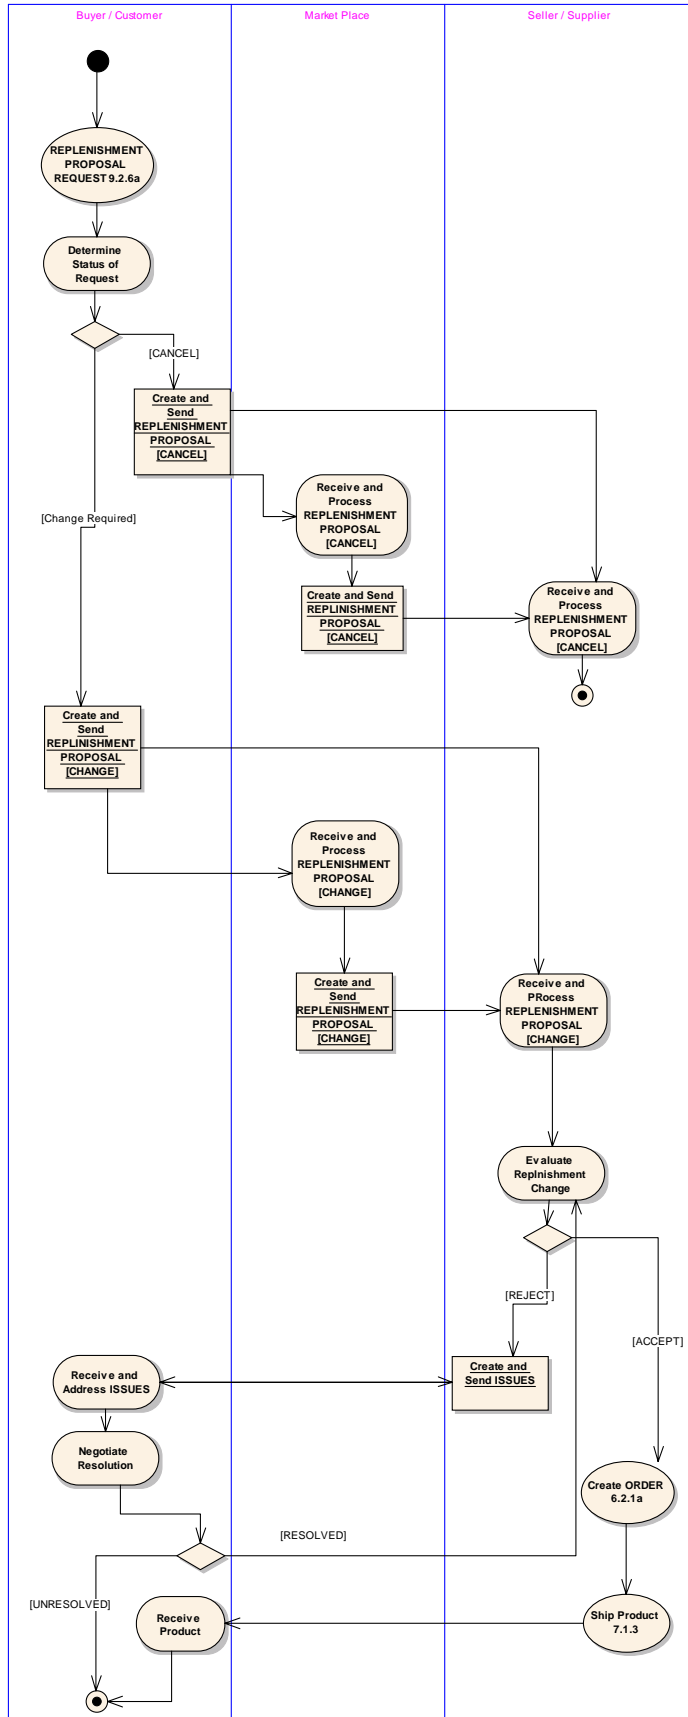 Buyer / Customer
Market Place
Seller / Supplier
REPLENISHMENT
PROPOSAL
REQUEST 9.2.6a
Determine
Status of
Request
[CANCEL]
Create and
Send
REPLENISHMENT
PROPOSAL
[CANCEL]
Receive and
Process
REPLENISHMENT
PROPOSAL
[CANCEL]
[Change Required]
Create and Send
REPLINISHMENT
PROPOSAL
[CANCEL]
Receive and
Process
REPLENISHMENT
PROPOSAL
[CANCEL]
Create and
Send
REPLINISHMENT
PROPOSAL
[CHANGE]
Receive and
Process
REPLENISHMENT
PROPOSAL
[CHANGE]
Create and
Send
REPLENISHMENT
PROPOSAL
[CHANGE]
Receive and
PRocess
REPLENISHMENT
PROPOSAL
[CHANGE]
Evaluate
Replnishment
Change
[REJECT]
[ACCEPT]
Receive and
Address ISSUES
Create and
Send ISSUES
Negotiate
Resolution
Create ORDER
6.2.1a
[RESOLVED]
[UNRESOLVED]
Receive
Product
Ship Product
7.1.3